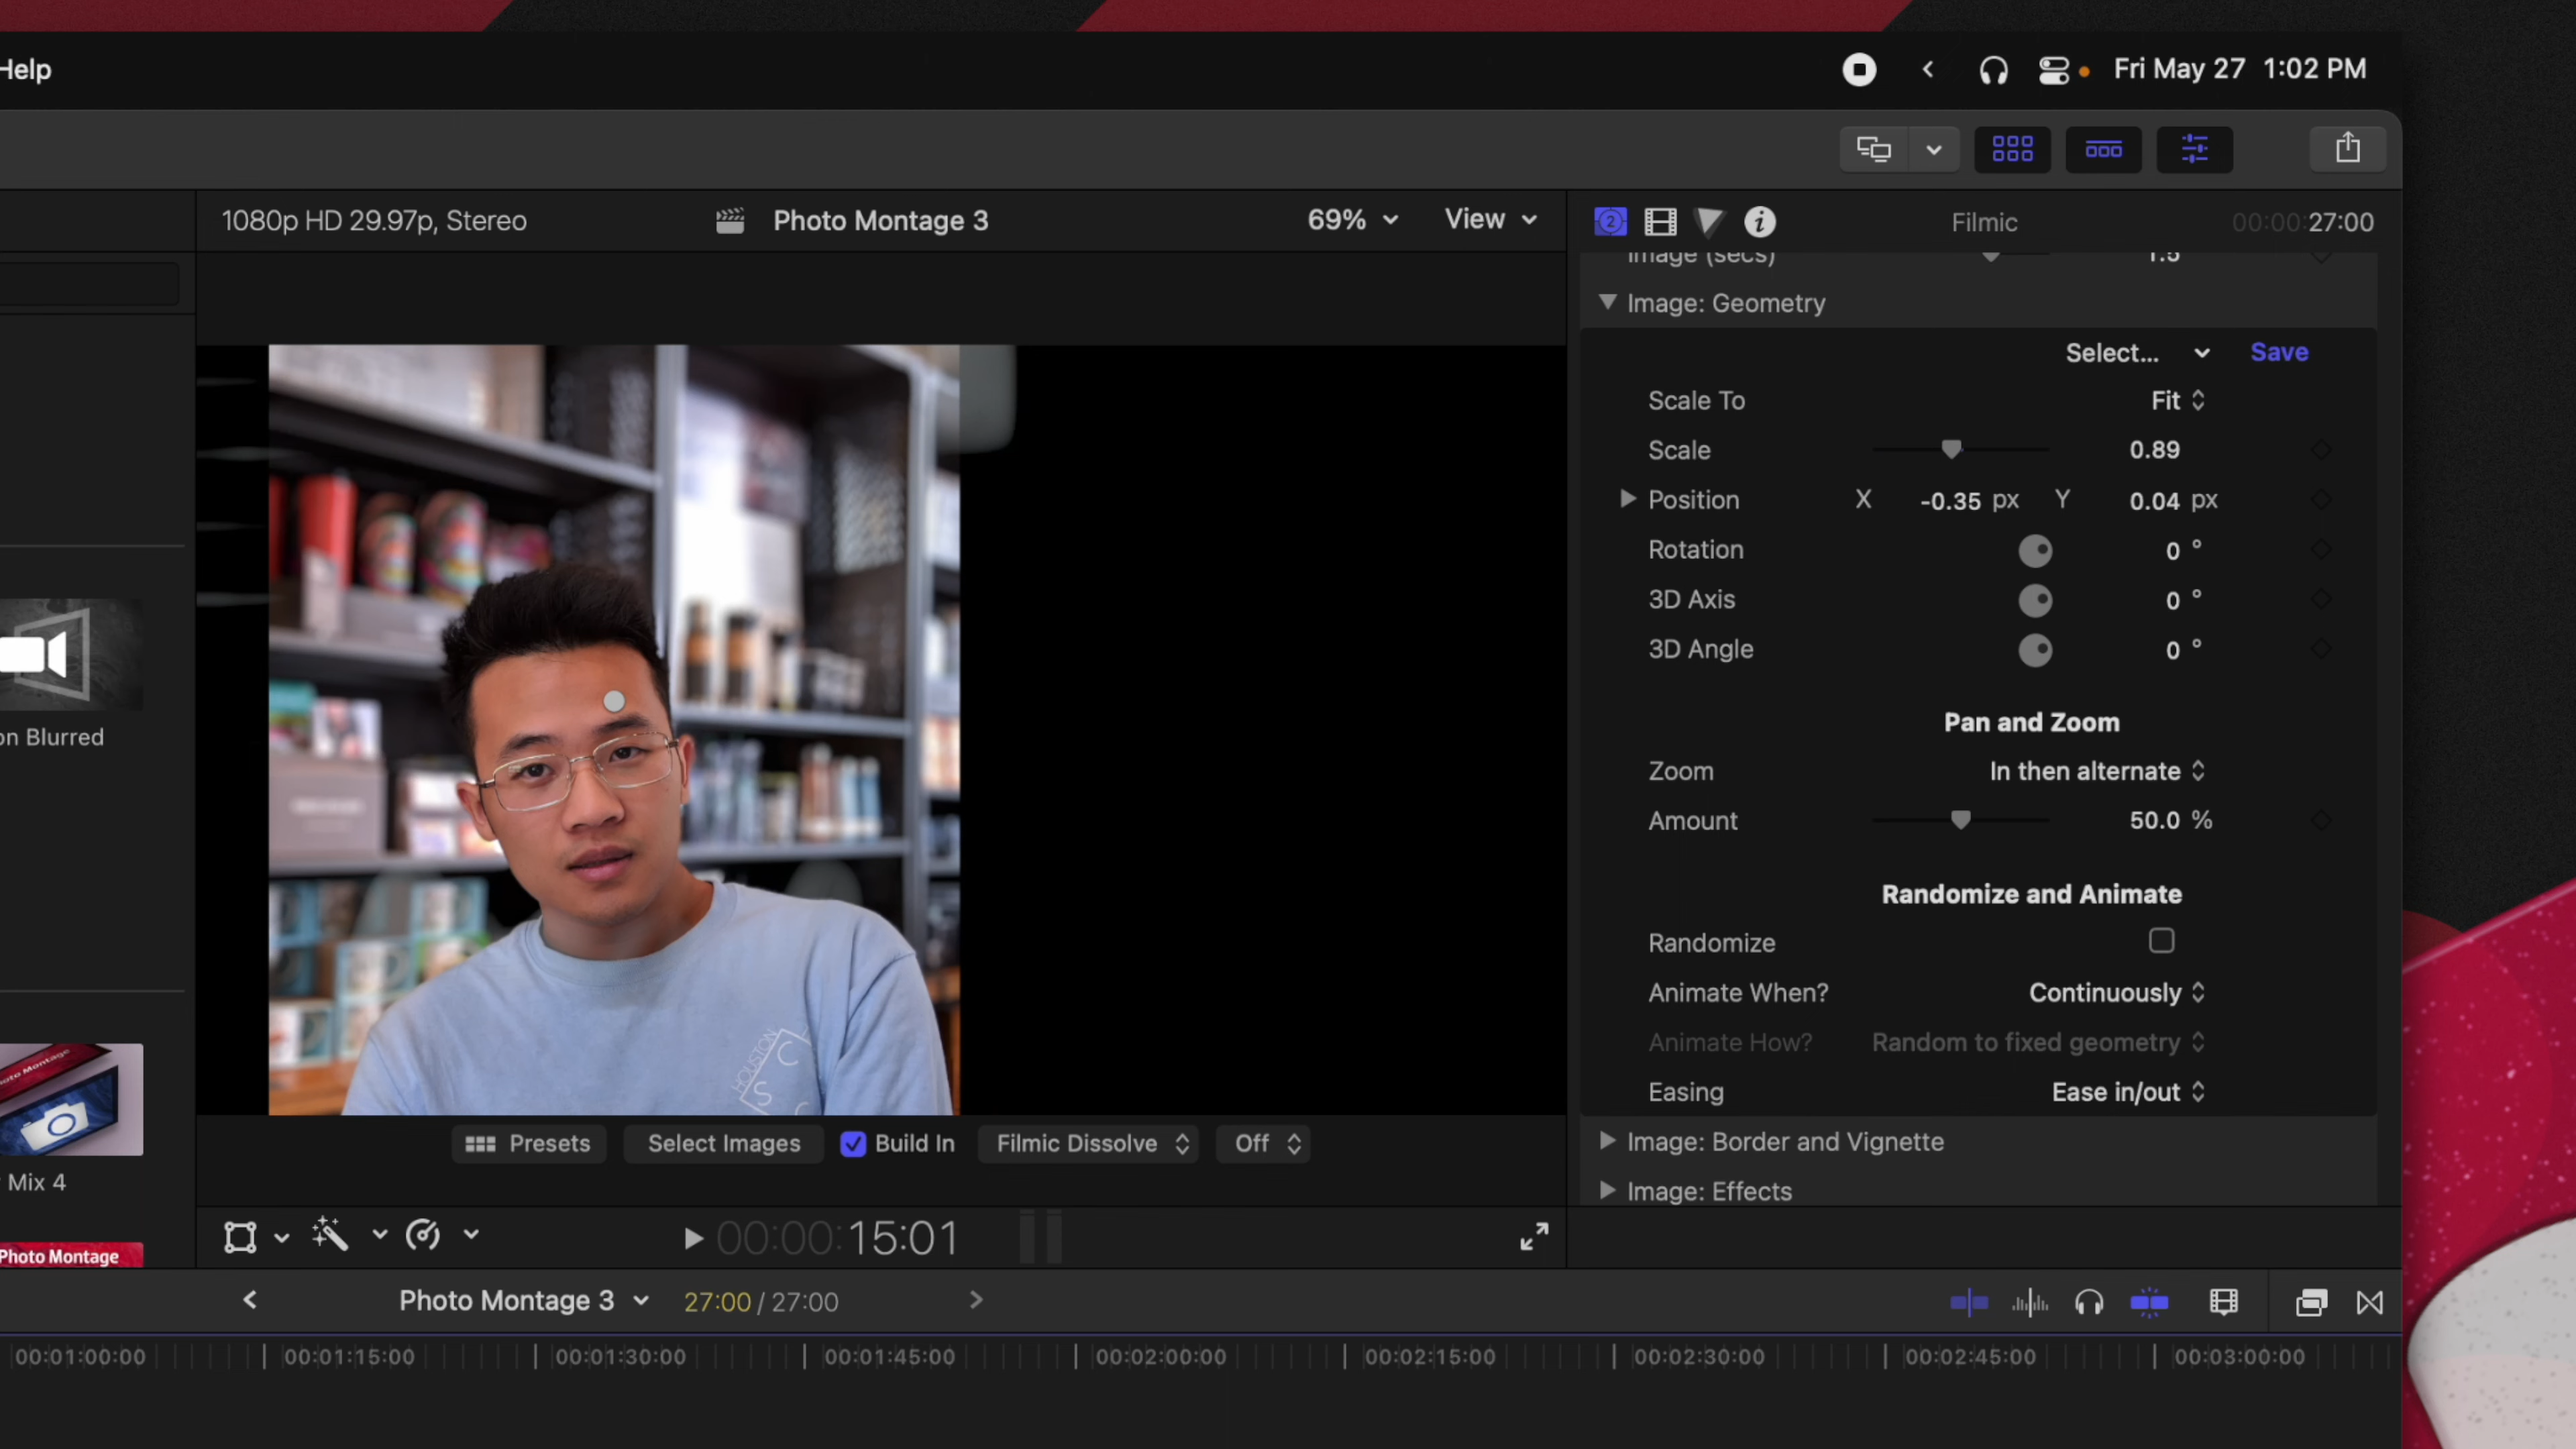 Help
Fri May 27 1:02 PM
1080p HD 29.97p, Stereo
Photo Montage 3
69%
View
2
i
Filmic
00:00:27:00
Image (secs)
1.5
Image: Geometry
Select...
Save
Scale To
Fit
Scale
0.89
Position
X
-0.35 px
Y
0.04 px
Rotation
0 °
3D Axis
0 °
3D Angle
0 °
Pan and Zoom
Zoom
In then alternate
Amount
50.0 %
Randomize and Animate
Randomize
Animate When?
Continuously
Animate How?
Random to fixed geometry
Easing
Ease in/out
Image: Border and Vignette
Image: Effects
on Blurred
Mix 4
Photo Montage
HOUSTON
S C
Presets
Select Images
Build In
Filmic Dissolve
Off
00:00:15:01
Photo Montage 3
27:00 / 27:00
00:01:00:00
00:01:15:00
00:01:30:00
00:01:45:00
00:02:00:00
00:02:15:00
00:02:30:00
00:02:45:00
00:03:00:00